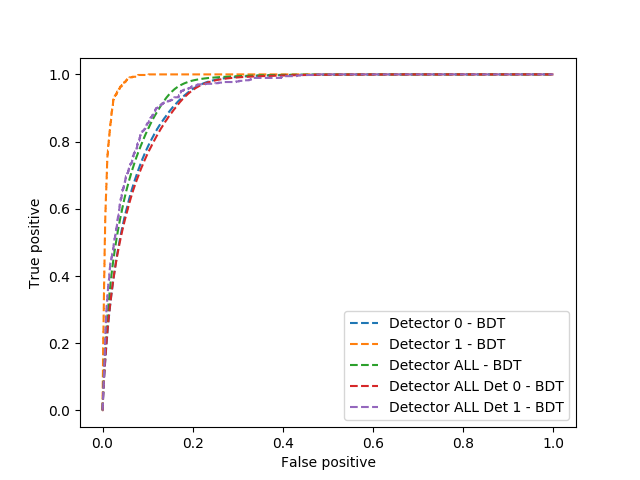 1.0
0.8
0.6
0.4
0.2
0.0
True positive
0.0 0.2 0.4 0.6 0.8 1.0
False positive
Detector 0 - BDT
Detector 1 - BDT
Detector ALL - BDT
Detector ALL Det 0 - BDT
Detector ALL Det 1 - BDT